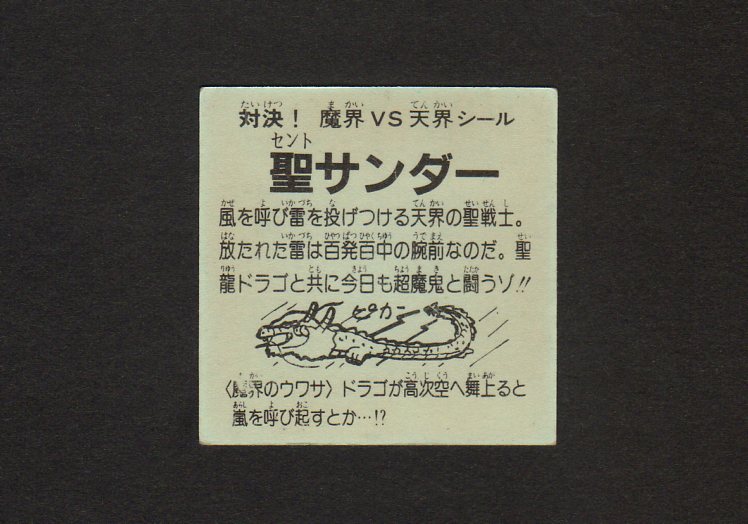 対決！ 魔界VS天界シール
聖サンダー
風を呼び雷を投げつける天界の聖戦士。
放たれた雷は百発百中の腕前なのだ。聖
龍ドラゴと共に今日も超魔鬼と闘うゾ!!
ピカー
〈魔界のウワサ〉ドラゴが高次空へ舞上ると
嵐を呼び起すとか…!?